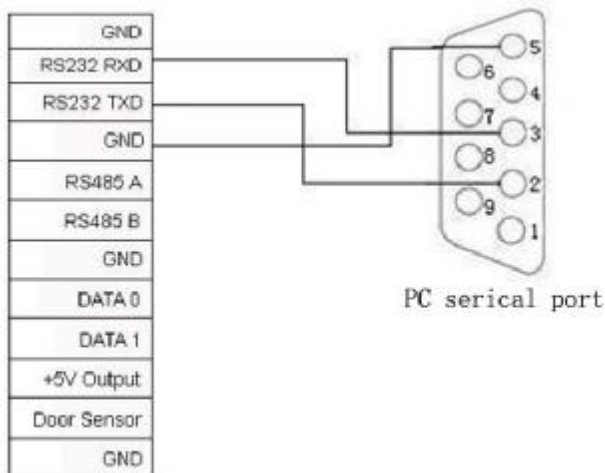 GND
RS232 RXD
RS232 TXD
GND
RS485 A
RS485 B
GND
DATA 0
DATA 1
+5V Output
Door Sensor
GND
5
6
4
7
3
8
2
9
1
PC serical port